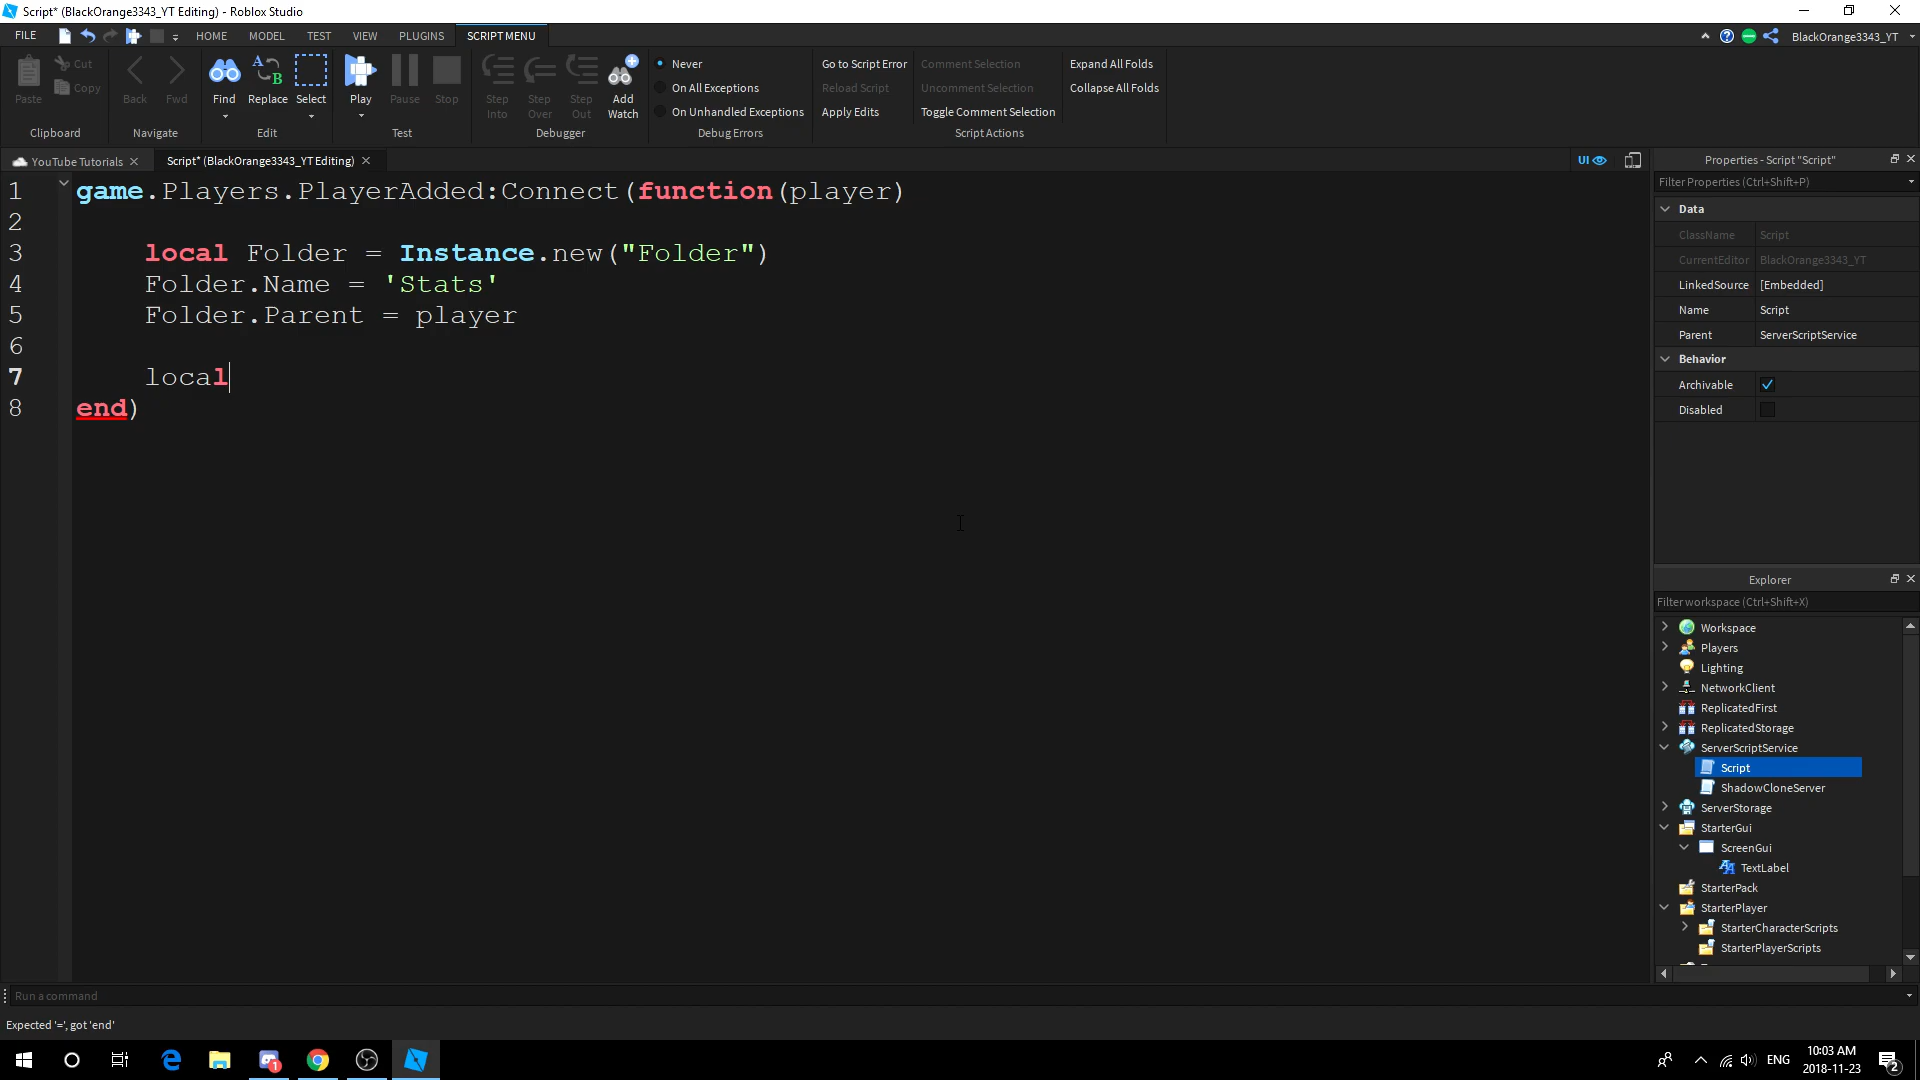 Script* (BlackOrange3343_YT Editing) - Roblox Studio
FILE HOME MODEL TEST VIEW PLUGINS SCRIPT MENU BlackOrange3343_YT
Paste Cut Copy Back Fwd Find Replace Select Play Pause Stop Step Into Step Over Step Out Add Watch
Never
On All Exceptions
On Unhandled Exceptions
Go to Script Error
Reload Script
Apply Edits
Comment Selection
Uncomment Selection
Toggle Comment Selection
Expand All Folds
Collapse All Folds
Clipboard Navigate Edit Test Debugger Debug Errors Script Actions
YouTube Tutorials Script* (BlackOrange3343_YT Editing) UI
1 game.Players.PlayerAdded:Connect(function(player)
2
3 local Folder = Instance.new("Folder")
4 Folder.Name = 'Stats'
5 Folder.Parent = player
6
7 local
8 end)
Properties - Script "Script"
Filter Properties (Ctrl+Shift+P)
Data
ClassName Script
CurrentEditor BlackOrange3343_YT
LinkedSource [Embedded]
Name Script
Parent ServerScriptService
Behavior
Archivable
Disabled
Explorer
Filter workspace (Ctrl+Shift+X)
Workspace
Players
Lighting
NetworkClient
ReplicatedFirst
ReplicatedStorage
ServerScriptService
Script
ShadowCloneServer
ServerStorage
StarterGui
ScreenGui
TextLabel
StarterPack
StarterPlayer
StarterCharacterScripts
StarterPlayerScripts
Run a command
Expected '=', got 'end'
1
ENG
10:03 AM
2018-11-23
2